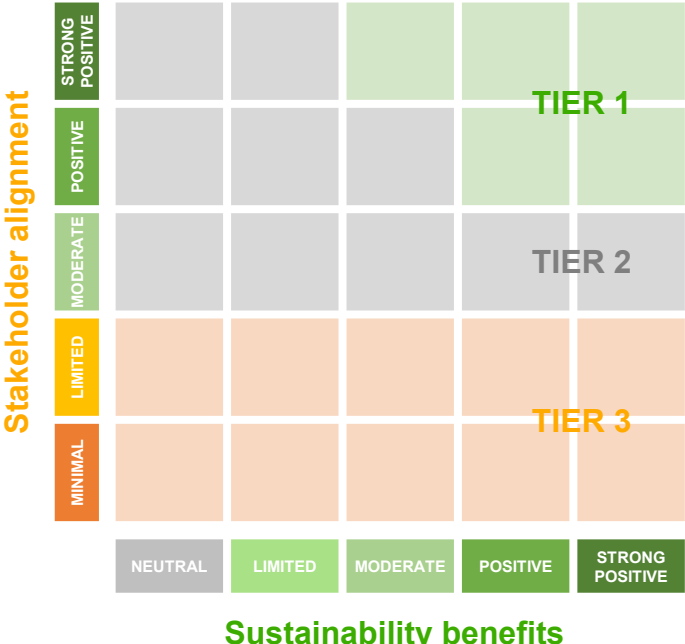 Stakeholder alignment
STRONG
POSITIVE
POSITIVE
MODERATE
LIMITED
MINIMAL
TIER 1
TIER 2
TIER 3
NEUTRAL
LIMITED
MODERATE
POSITIVE
STRONG
POSITIVE
Sustainability benefits